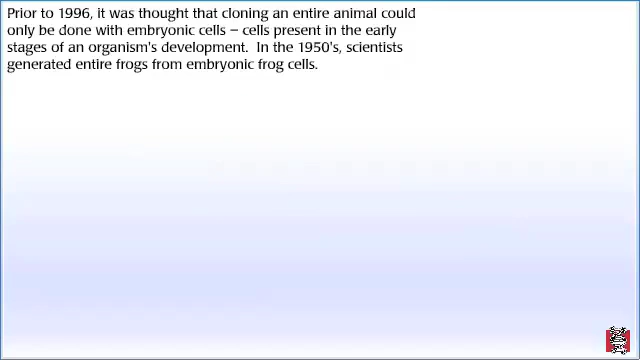 Prior to 1996, it was thought that cloning an entire animal could
only be done with embryonic cells – cells present in the early
stages of an organism's development.  In the 1950's, scientists
generated entire frogs from embryonic frog cells.